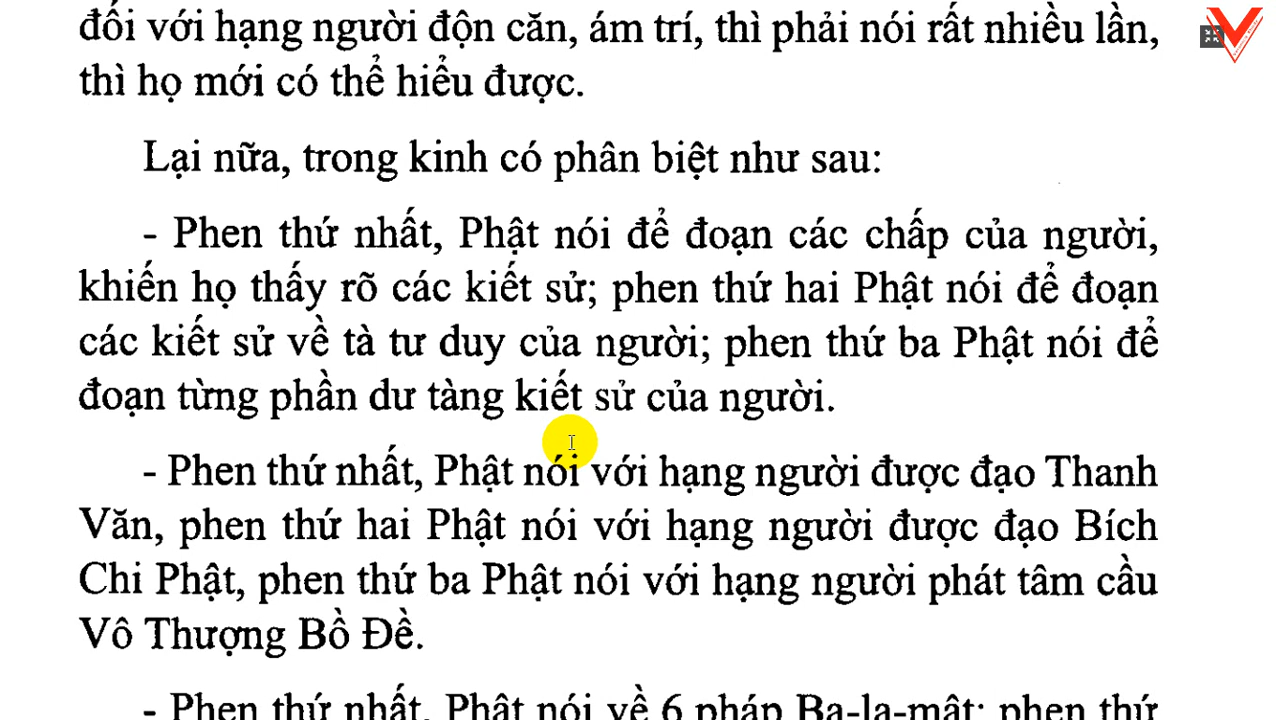 đối với hạng người độn căn, ám trí, thì phải nói rất nhiều lần,
thì họ mới có thể hiểu được.
Lại nữa, trong kinh có phân biệt như sau:
- Phen thứ nhất, Phật nói để đoạn các chấp của người,
khiến họ thấy rõ các kiết sử; phen thứ hai Phật nói để đoạn
các kiết sử về tà tư duy của người; phen thứ ba Phật nói để
đoạn từng phần dư tàng kiết sử của người.
- Phen thứ nhất, Phật nói với hạng người được đạo Thanh
Văn, phen thứ hai Phật nói với hạng người được đạo Bích
Chi Phật, phen thứ ba Phật nói với hạng người phát tâm cầu
Vô Thượng Bồ Đề.
- Phen thứ nhất, Phật nói về 6 pháp Ba-la-mật; phen thứ